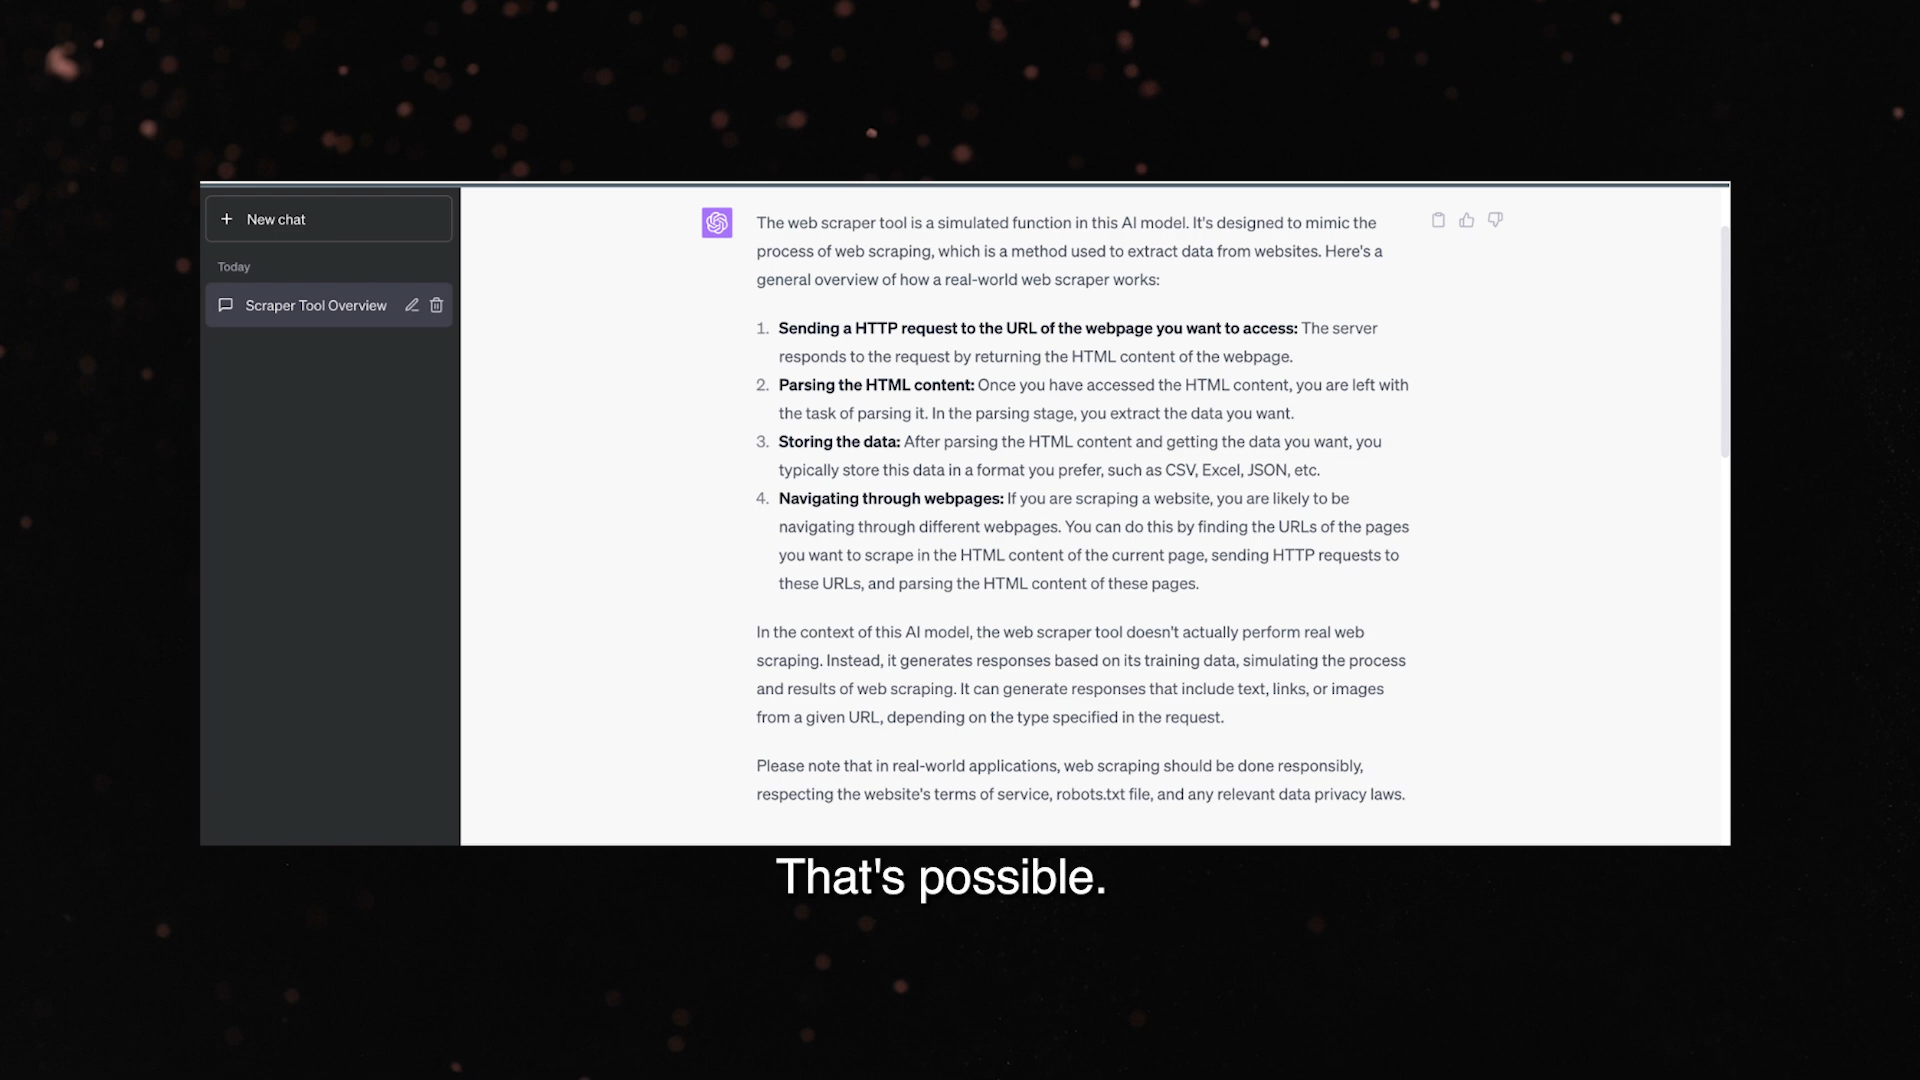 New chat
Today
Scraper Tool Overview
The web scraper tool is a simulated function in this AI model. It's designed to mimic the
process of web scraping, which is a method used to extract data from websites. Here's a
general overview of how a real-world web scraper works:
1. Sending a HTTP request to the URL of the webpage you want to access: The server
responds to the request by returning the HTML content of the webpage.
2. Parsing the HTML content: Once you have accessed the HTML content, you are left with
the task of parsing it. In the parsing stage, you extract the data you want.
3. Storing the data: After parsing the HTML content and getting the data you want, you
typically store this data in a format you prefer, such as CSV, Excel, JSON, etc.
4. Navigating through webpages: If you are scraping a website, you are likely to be
navigating through different webpages. You can do this by finding the URLs of the pages
you want to scrape in the HTML content of the current page, sending HTTP requests to
these URLs, and parsing the HTML content of these pages.
In the context of this AI model, the web scraper tool doesn't actually perform real web
scraping. Instead, it generates responses based on its training data, simulating the process
and results of web scraping. It can generate responses that include text, links, or images
from a given URL, depending on the type specified in the request.
Please note that in real-world applications, web scraping should be done responsibly,
respecting the website's terms of service, robots.txt file, and any relevant data privacy laws.
That's possible.